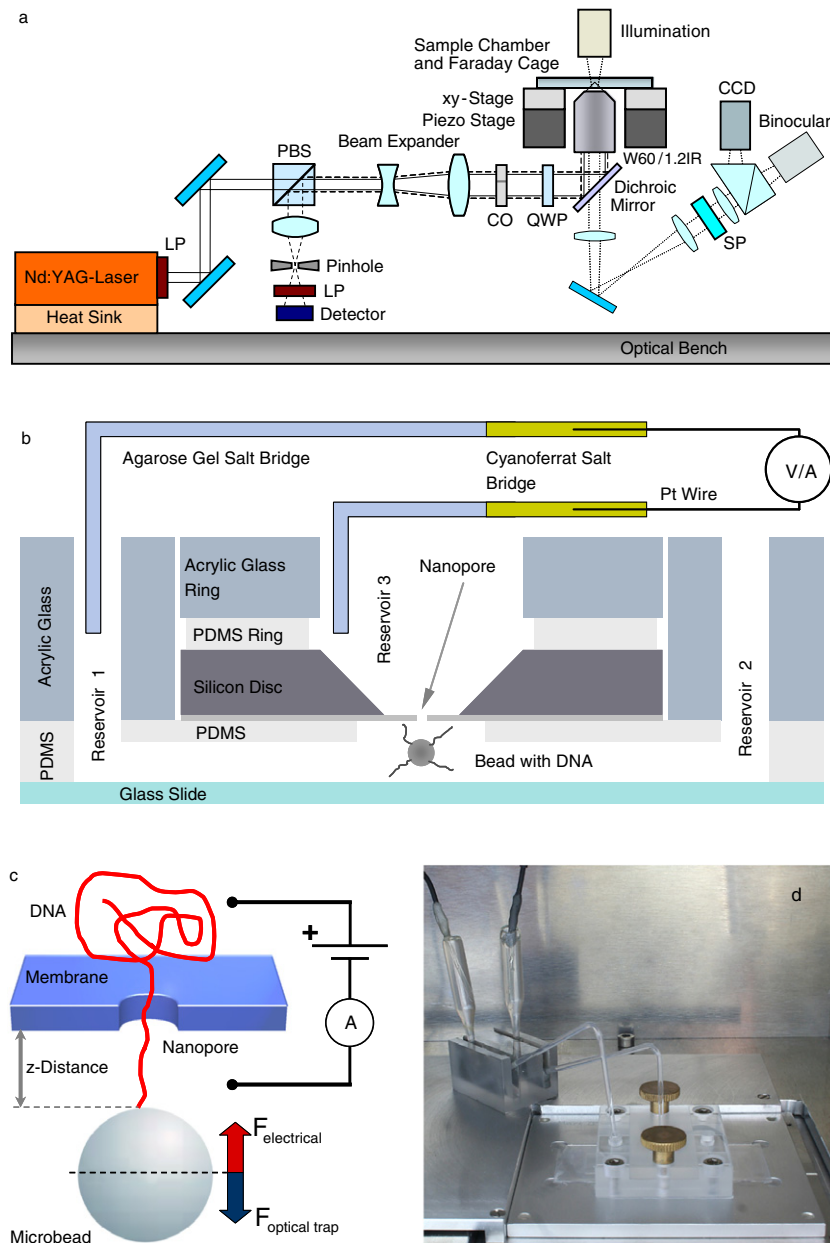 a
Illumination
Sample Chamber
and Faraday Cage
CCD
xy-Stage
Binocular
Piezo Stage
PBS
Beam Expander
W60/1.2IR
Dichroic
Mirror
CO
QWP
SP
LP
Nd:YAG-Laser
Pinhole
LP
Heat Sink
Detector
Optical Bench
b
Agarose Gel Salt Bridge
Cyanoferrat Salt
Bridge
V/A
Pt Wire
Acrylic Glass
Acrylic Glass
Ring
Reservoir 3
Nanopore
PDMS Ring
Silicon Disc
Reservoir 1
Reservoir 2
PDMS
PDMS
Bead with DNA
Glass Slide
c
DNA
+
Membrane
A
Nanopore
z-Distance
Felectrical
Foptical trap
Microbead
d